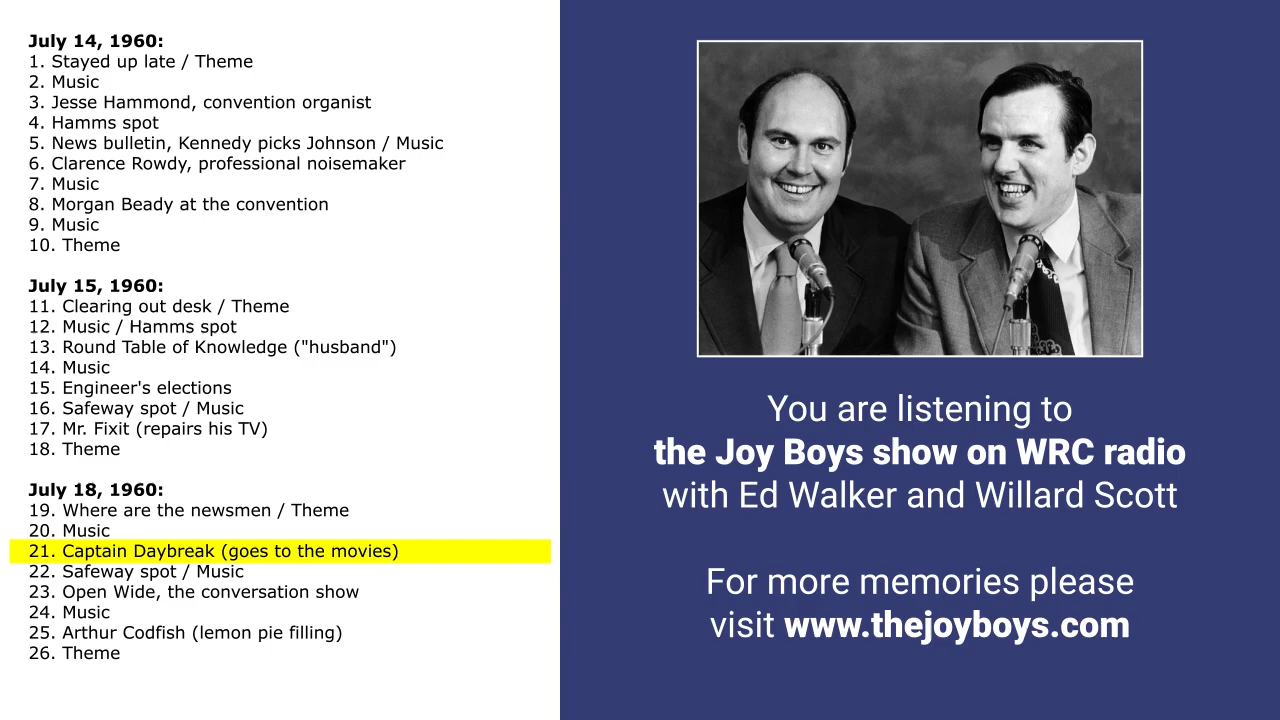 July 14, 1960:
1. Stayed up late / Theme
2. Music
3. Jesse Hammond, convention organist
4. Hamms spot
5. News bulletin, Kennedy picks Johnson / Music
6. Clarence Rowdy, professional noisemaker
7. Music
8. Morgan Beady at the convention
9. Music
10. Theme
July 15, 1960:
11. Clearing out desk / Theme
12. Music / Hamms spot
13. Round Table of Knowledge ("husband")
14. Music
15. Engineer's elections
16. Safeway spot / Music
17. Mr. Fixit (repairs his TV)
18. Theme
July 18, 1960:
19. Where are the newsmen / Theme
20. Music
21. Captain Daybreak (goes to the movies)
22. Safeway spot / Music
23. Open Wide, the conversation show
24. Music
25. Arthur Codfish (lemon pie filling)
26. Theme
You are listening to
the Joy Boys show on WRC radio
with Ed Walker and Willard Scott
For more memories please
visit www.thejoyboys.com